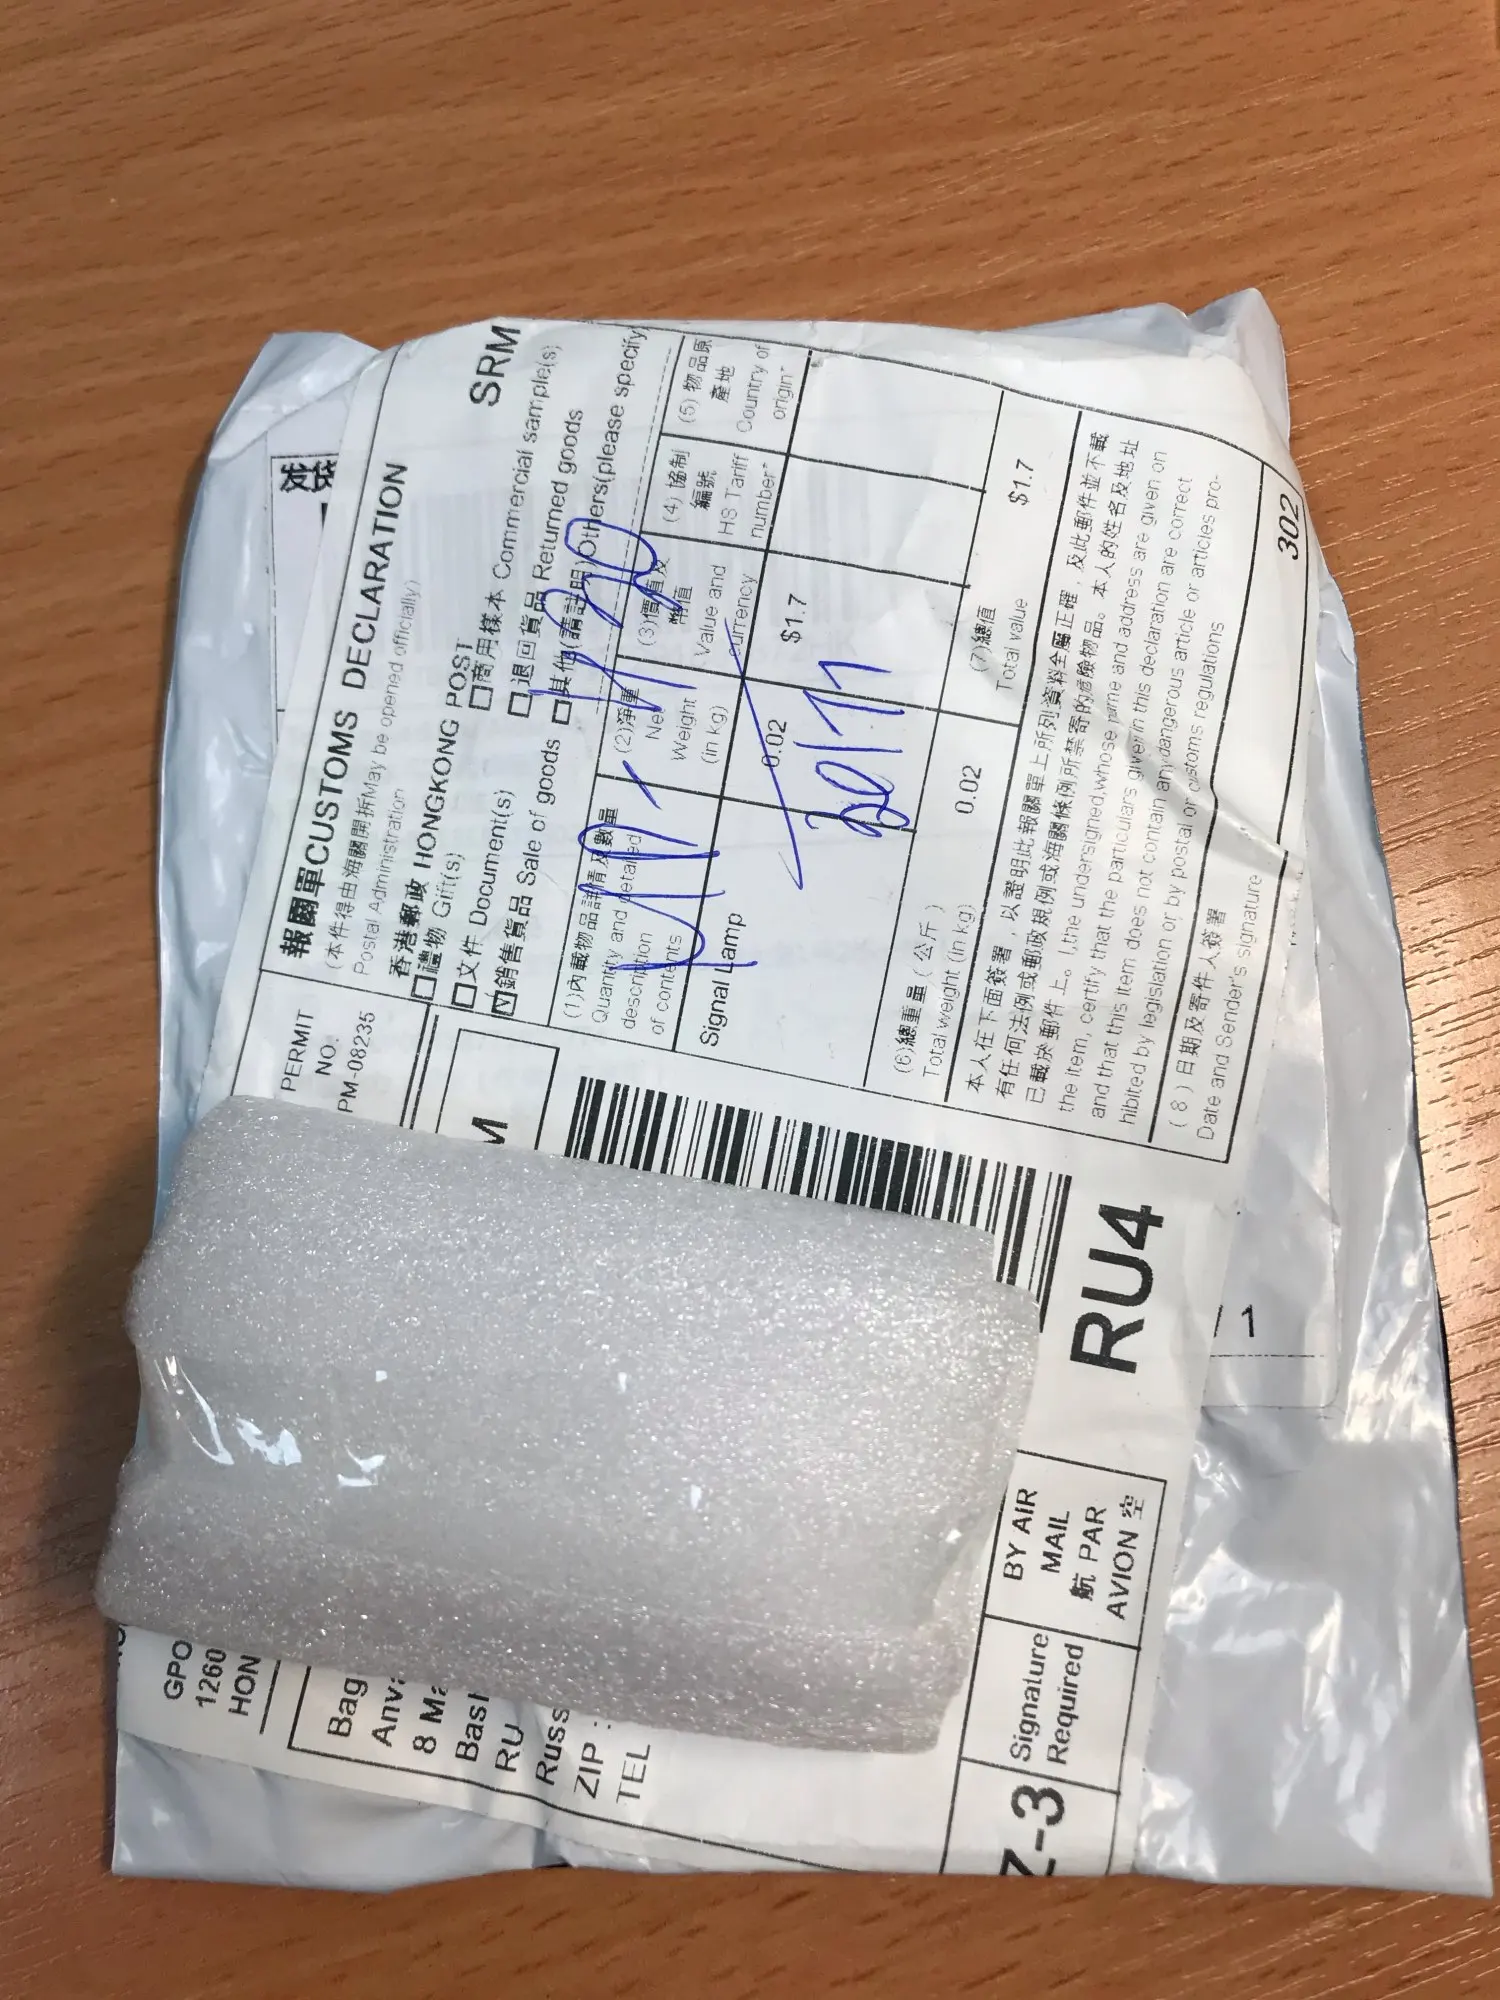 報關單CUSTOMS DECLARATION
(本件得由海關開拆May be opened officially)
Postal Administration
SRM
香港郵政 HONGKONG POST
□禮物 Gift(s)
□商用樣本 Commercial sample(s)
□文件 Document(s)
□退回貨品 Returned goods
☑銷售貨品 Sale of goods
□其他(請註明)Others(please specify
(1)內載物品詳情及數量
Quantity and detailed
description
of contents
(2)淨重
Net
Weight
(in kg)
(3)價值及
幣值
Value and
currency
(4)協制
編號
HS Tariff
number*
(5)物品原
產地
Country of
origin*
Signal Lamp
0.02
$1.7
(6)總重量(公斤)
Total weight (in kg)
0.02
(7)總值
Total value
$1.7
本人在下面簽署，以證明此報關單上所列資料全屬正確，及此郵件並不載
有任何法例或郵政規例或海關條例所禁寄的危險物品。本人的姓名及地址
已載於郵件上。I,the undersigned,whose name and address are given on
the item, certify that the particulars given in this declaration are correct
and that this item does not contain any dangerous article or articles pro-
hibited by legislation or by postal or customs regulations
(8)日期及寄件人簽署
Date and Sender's signature
302
PERMIT
NO.
PM-08235
RU4
1
GPO
1260
HON
Bag
8
RU
Russ
ZIP :
TEL
BY AIR
MAIL
航 PAR
AVION 空
Signature
Required
-3